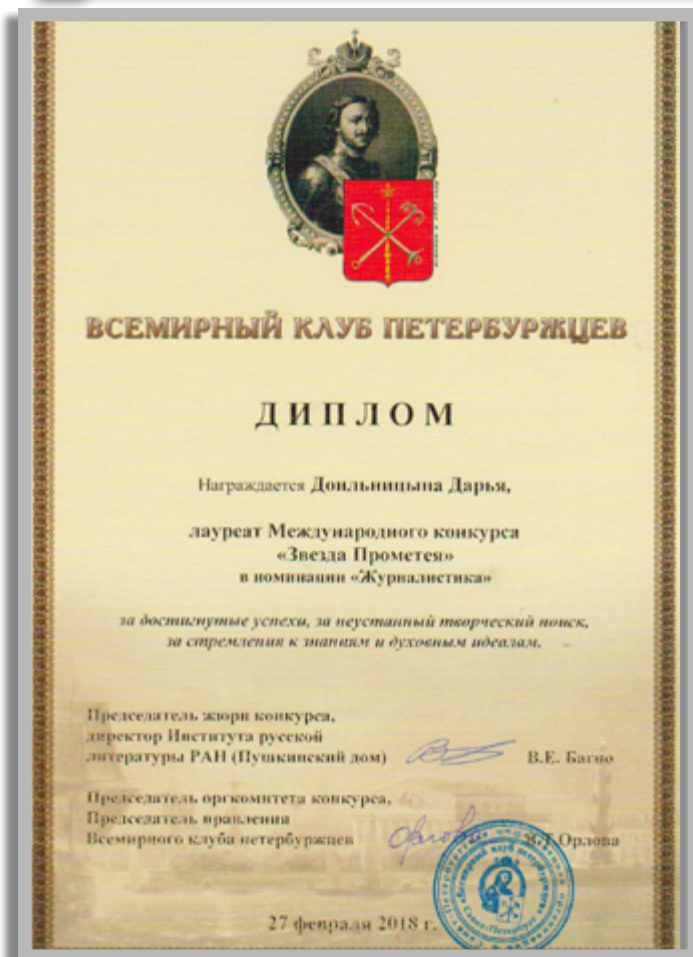 ВСЕМИРНЫЙ КЛУБ ПЕТЕРБУРЖЦЕВ
ДИПЛОМ
Награждается Доильницына Дарья,
лауреат Международного конкурса
«Звезда Прометея»
в номинации «Журналистика»
за достигнутые успехи, за неустанный творческий поиск,
за стремления к знаниям и духовным идеалам.
Председатель жюри конкурса,
директор Института русской
литературы РАН (Пушкинский дом) В.Е. Багно
Председатель оргкомитета конкурса,
Председатель правления
Всемирного клуба петербуржцев Орлова
27 февраля 2018 г.